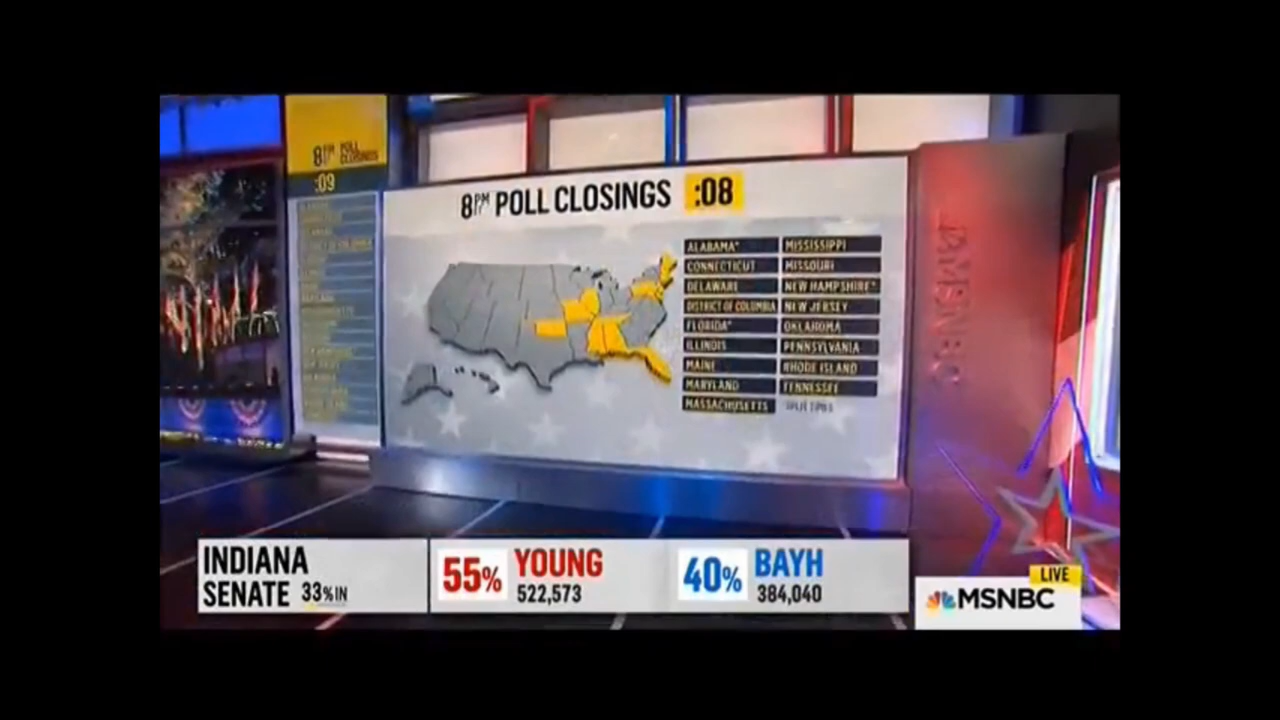 8PM POLL CLOSINGS
:09
8PM POLL CLOSINGS :08
ALABAMA* MISSISSIPPI
CONNECTICUT MISSOURI
DELAWARE NEW HAMPSHIRE*
DISTRICT OF COLUMBIA NEW JERSEY
FLORIDA* OKLAHOMA
ILLINOIS PENNSYLVANIA
MAINE RHODE ISLAND
MARYLAND TENNESSEE
MASSACHUSETTS
MSNBC
INDIANA
SENATE 33% IN
55% YOUNG
522,573
40% BAYH
384,040
LIVE
MSNBC